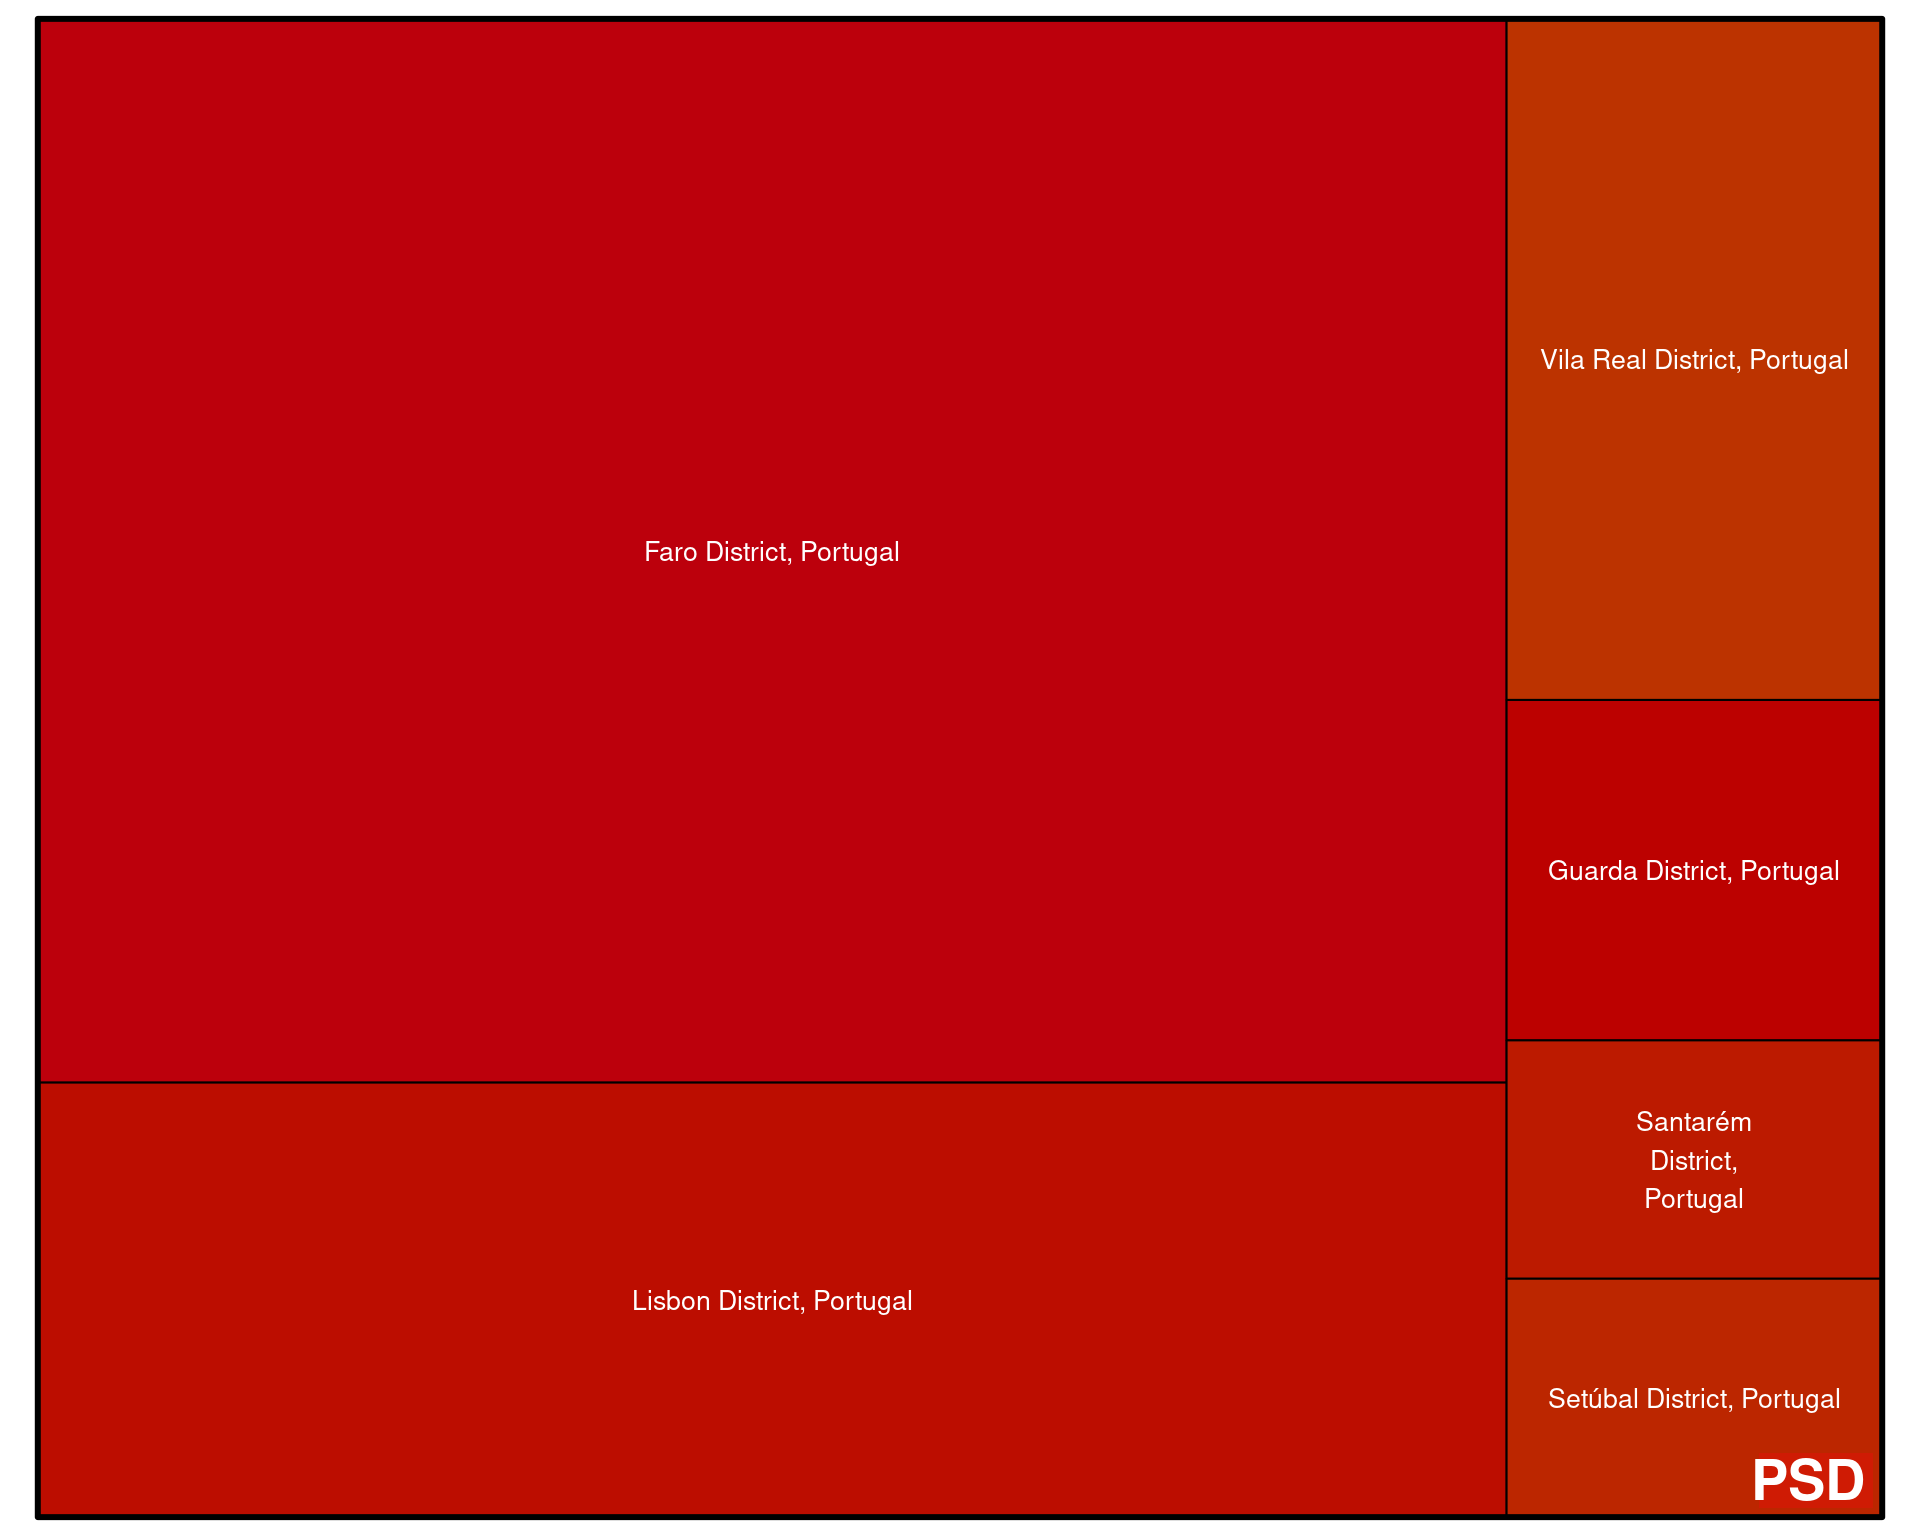 Faro District, Portugal
Lisbon District, Portugal
Vila Real District, Portugal
Guarda District, Portugal
Santarém
District,
Portugal
Setúbal District, Portugal
PSD